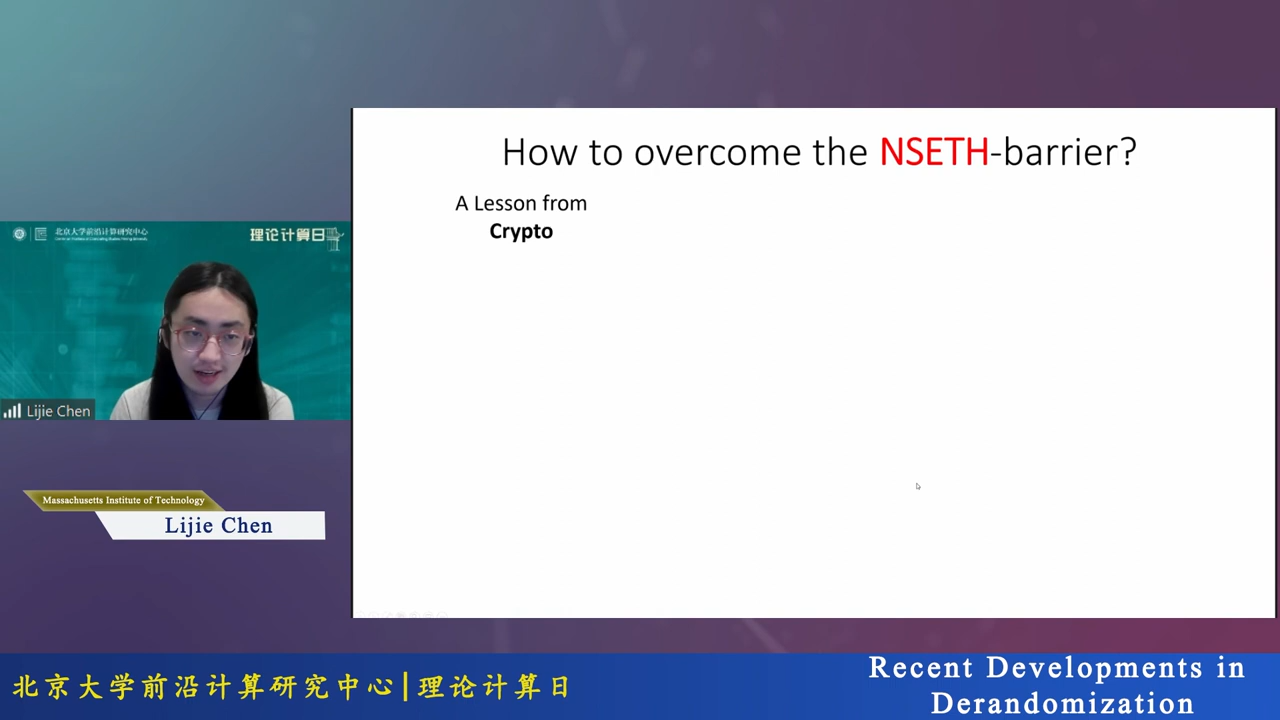 How to overcome the NSETH-barrier?
A Lesson from
Crypto
北京大学前沿计算研究中心
理论计算日
Lijie Chen
Massachusetts Institute of Technology
Lijie Chen
北京大学前沿计算研究中心|理论计算日
Recent Developments in
Derandomization